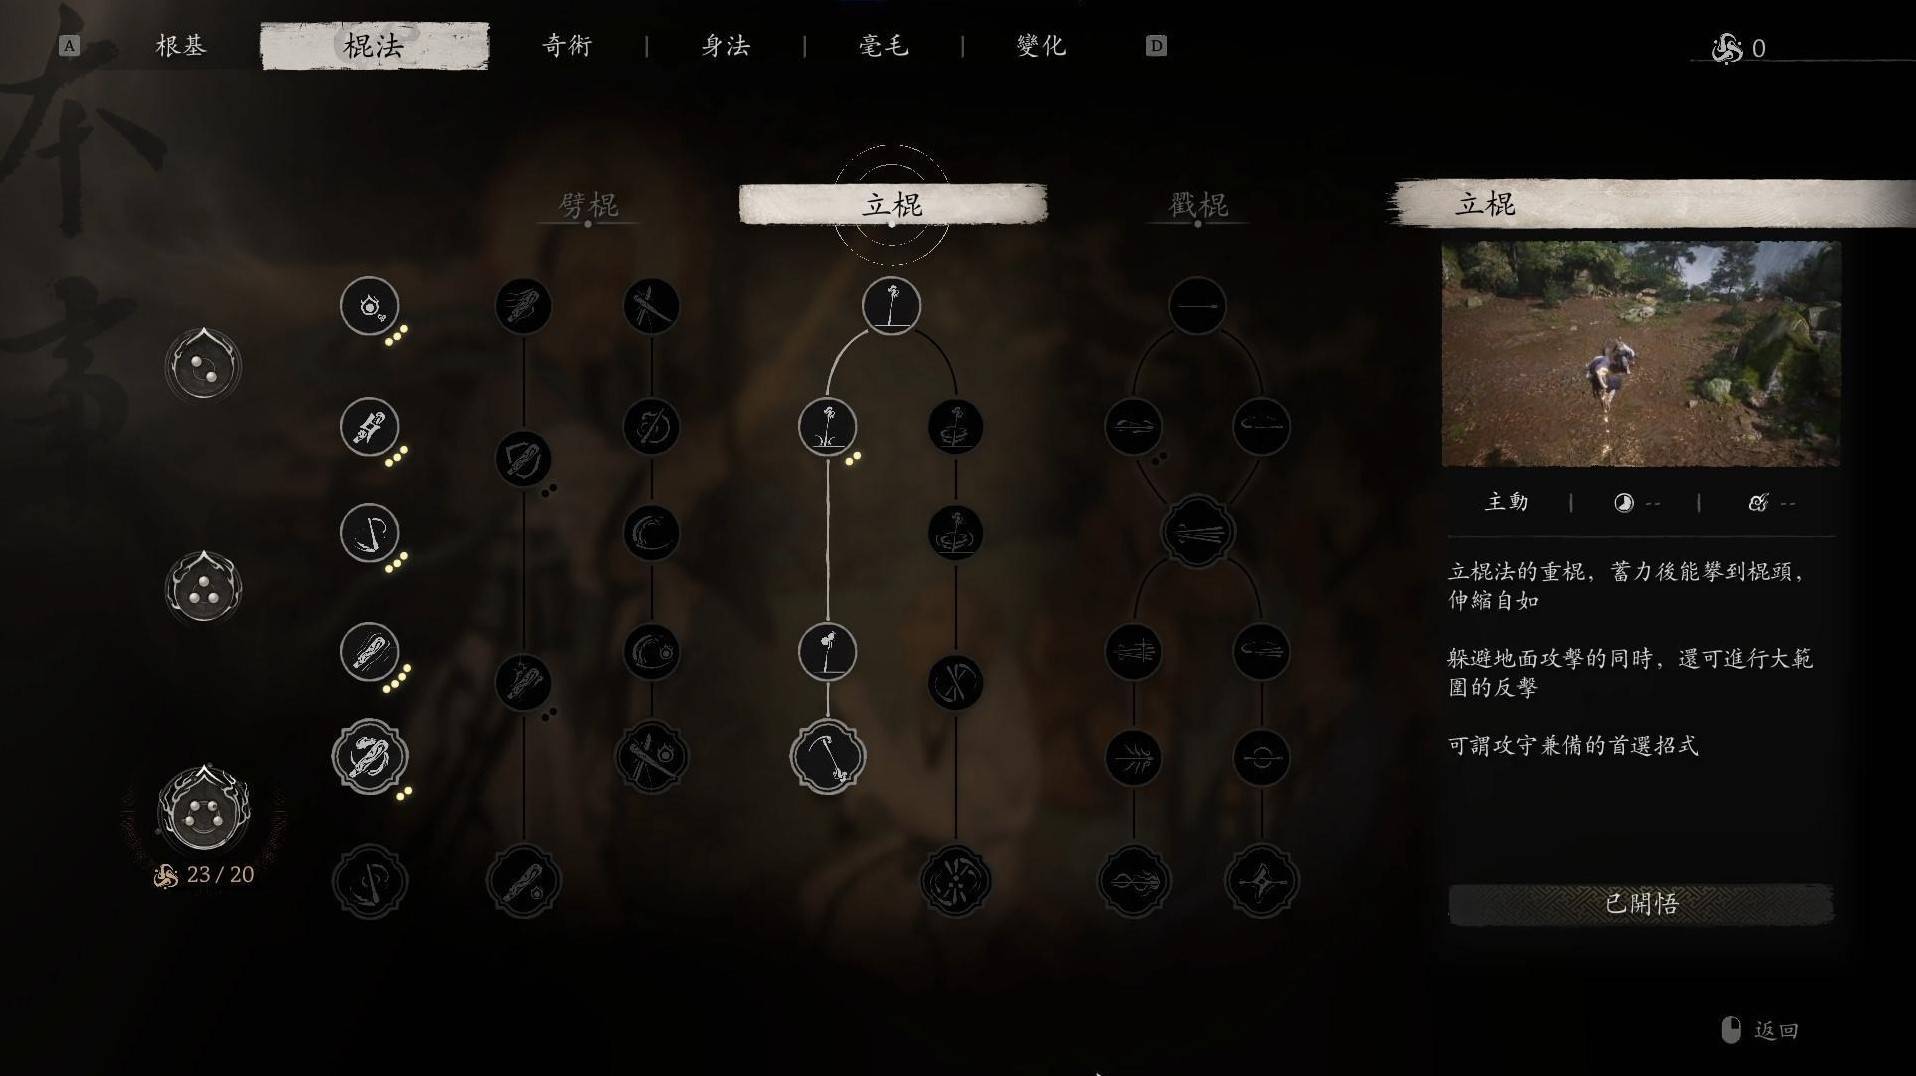 A 根基 棍法 奇術 | 身法 | 毫毛 | 變化 D 0
劈棍 立棍 戳棍 立棍
主動 | -- | --
立棍法的重棍，蓄力後能攀到棍頭，
伸縮自如
躲避地面攻擊的同時，還可進行大範
圍的反擊
可謂攻守兼備的首選招式
23/20
已開悟
返回